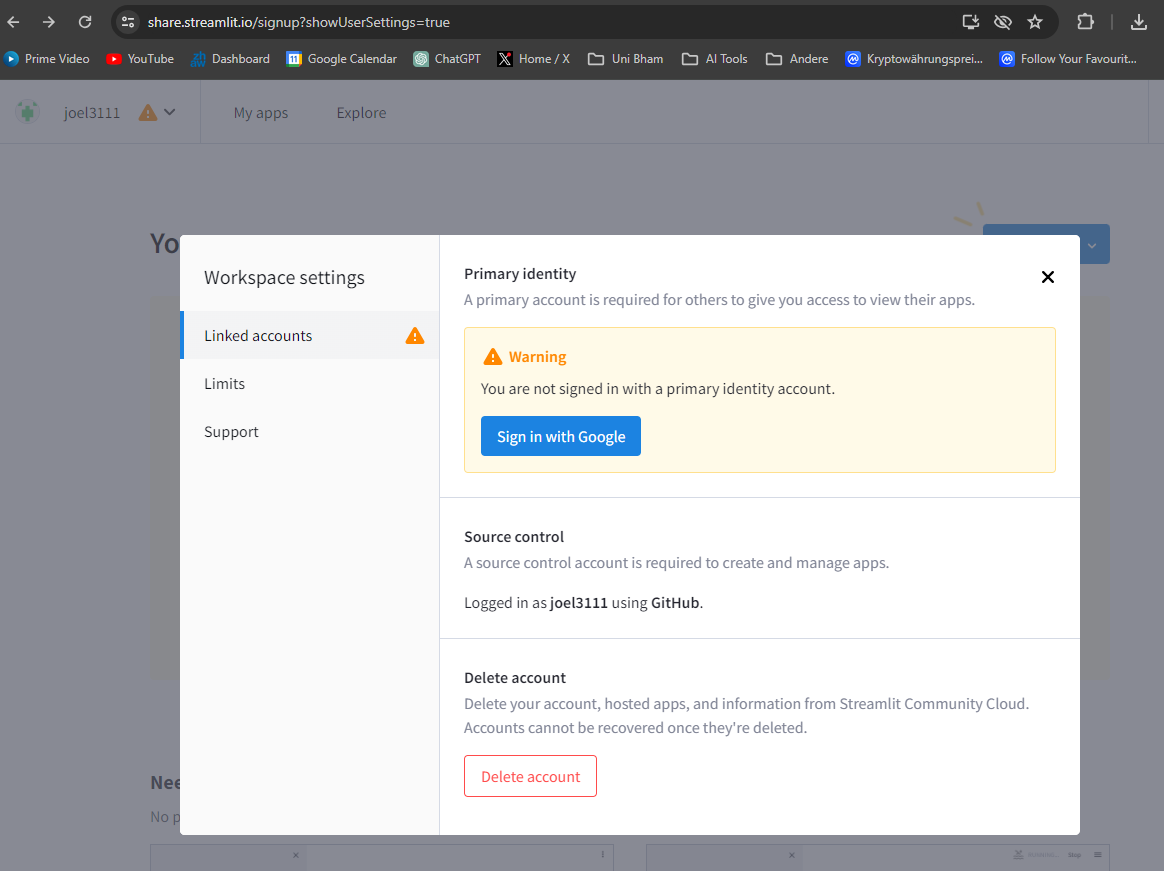 share.streamlit.io/signup?showUserSettings=true
Prime Video YouTube Dashboard Google Calendar ChatGPT Home / X Uni Bham AI Tools Andere Kryptowährungsprei... Follow Your Favourit...
joel3111 My apps Explore
Yo
Workspace settings
Linked accounts
Limits
Support
Primary identity
A primary account is required for others to give you access to view their apps.
Warning
You are not signed in with a primary identity account.
Sign in with Google
Source control
A source control account is required to create and manage apps.
Logged in as joel3111 using GitHub.
Delete account
Delete your account, hosted apps, and information from Streamlit Community Cloud.
Accounts cannot be recovered once they're deleted.
Delete account
Nee
No p
Stop